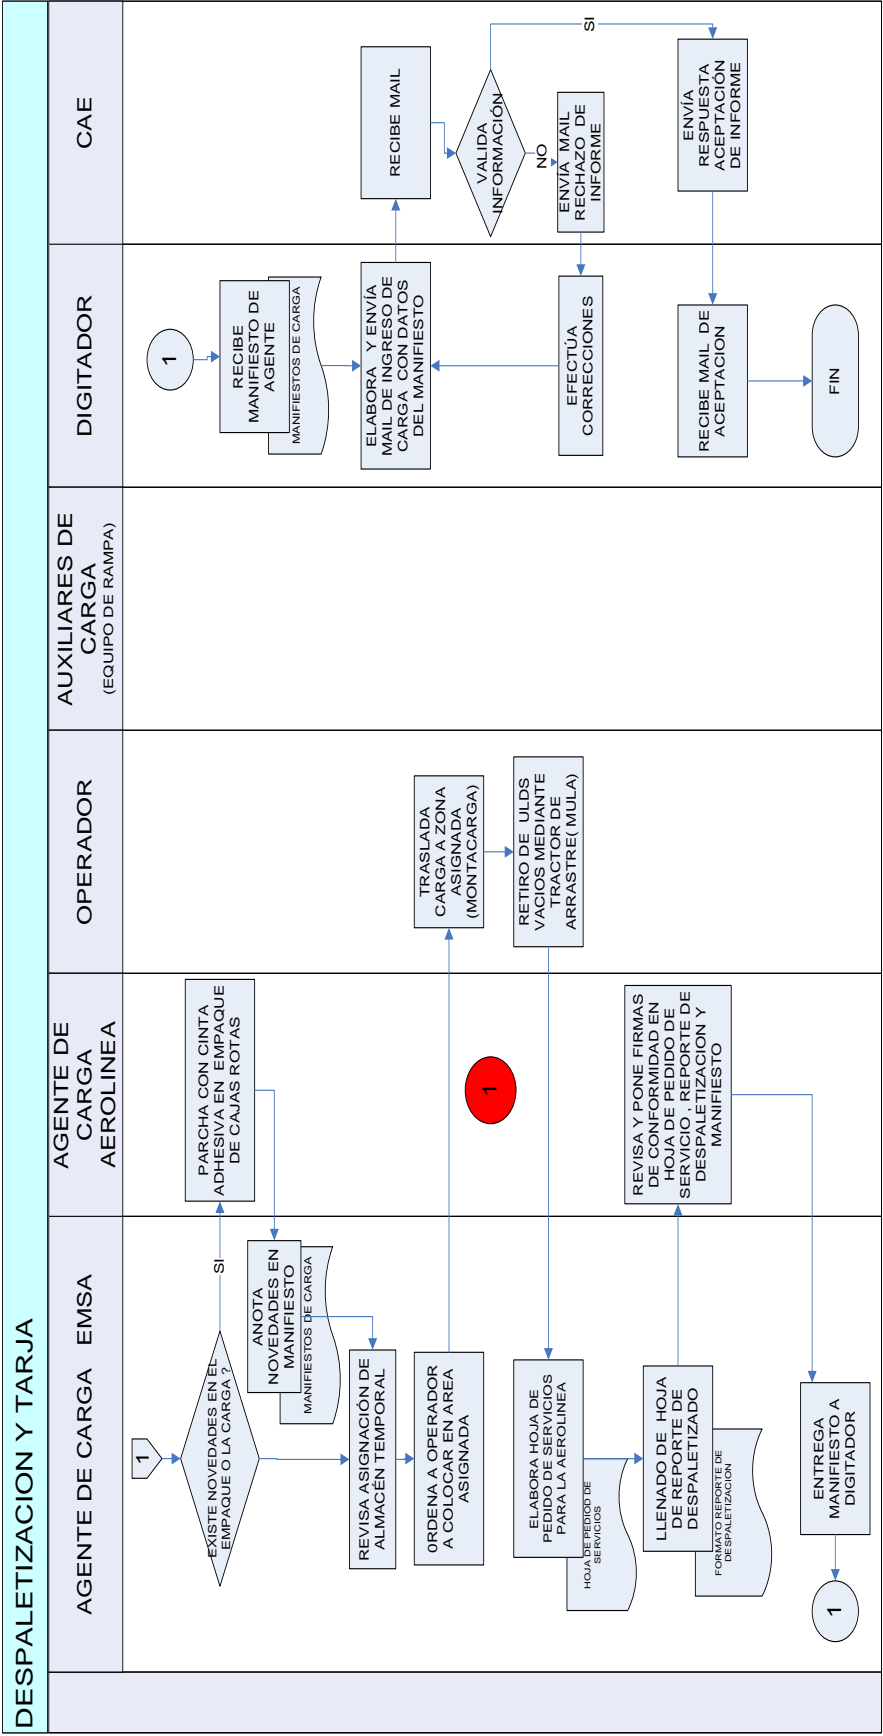 DESPALETIZACION Y TARJA
AGENTE DE CARGA EMSA
AGENTE DE
CARGA
AEROLINEA
OPERADOR
AUXILIARES DE
CARGA
(EQUIPO DE RAMPA)
DIGITADOR
CAE
1
EXISTE NOVEDADES EN EL
EMPAQUE O LA CARGA ?
SI
PARCHA CON CINTA
ADHESIVA EN EMPAQUE
DE CAJAS ROTAS
ANOTA
NOVEDADES EN
MANIFIESTO
MANIFIESTOS DE CARGA
REVISA ASIGNACIÓN DE
ALMACÉN TEMPORAL
0RDENA A OPERADOR
A COLOCAR EN AREA
ASIGNADA
TRASLADA
CARGA A ZONA
ASIGNADA
(MONTACARGA)
RETIRO DE ULDS
VACIOS MEDIANTE
TRACTOR DE
ARRASTRE( MULA)
1
ELABORA HOJA DE
PEDIDO DE SERVICIOS
PARA LA AEROLINEA
HOJA DE PEDIOD DE
SERVICIOS
LLENADO DE HOJA
DE REPORTE DE
DESPALETIZADO
FORMATO REPORTE DE
DESPALETIZACION
REVISA Y PONE FIRMAS
DE CONFORMIDAD EN
HOJA DE PEDIDO DE
SERVICIO , REPORTE DE
DESPALETIZACION Y
MANIFIESTO
ENTREGA
MANIFIESTO A
DIGITADOR
1
1
RECIBE
MANIFIESTO DE
AGENTE
MANIFIESTOS DE CARGA
ELABORA Y ENVÍA
MAIL DE INGRESO DE
CARGA CON DATOS
DEL MANIFIESTO
RECIBE MAIL
VALIDA
INFORMACIÓN
SI
NO
ENVÍA MAIL
RECHAZO DE
INFORME
EFECTÚA
CORRECCIONES
ENVÍA
RESPUESTA
ACEPTACIÓN
DE INFORME
RECIBE MAIL DE
ACEPTACION
FIN